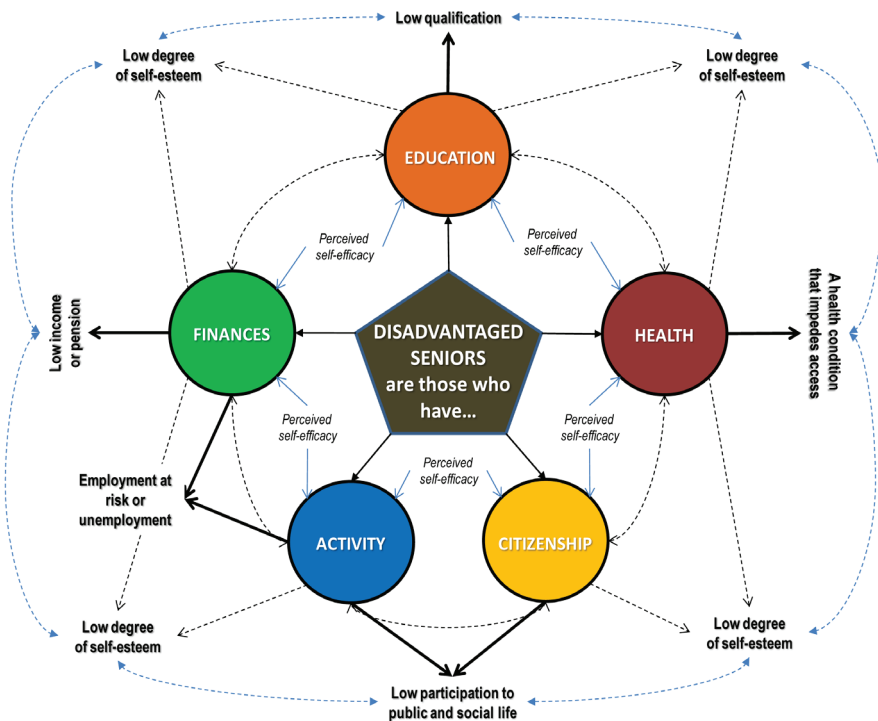 Low qualification
Low degree
of self-esteem
Low degree
of self-esteem
EDUCATION
Perceived
self-efficacy
Perceived
self-efficacy
Low income
or pension
FINANCES
DISADVANTAGED
SENIORS
are those who
have...
HEALTH
A health condition
that impedes access
Perceived
self-efficacy
Perceived
self-efficacy
Perceived
self-efficacy
Employment at
risk or
unemployment
ACTIVITY
CITIZENSHIP
Low degree
of self-esteem
Low degree
of self-esteem
Low participation to
public and social life